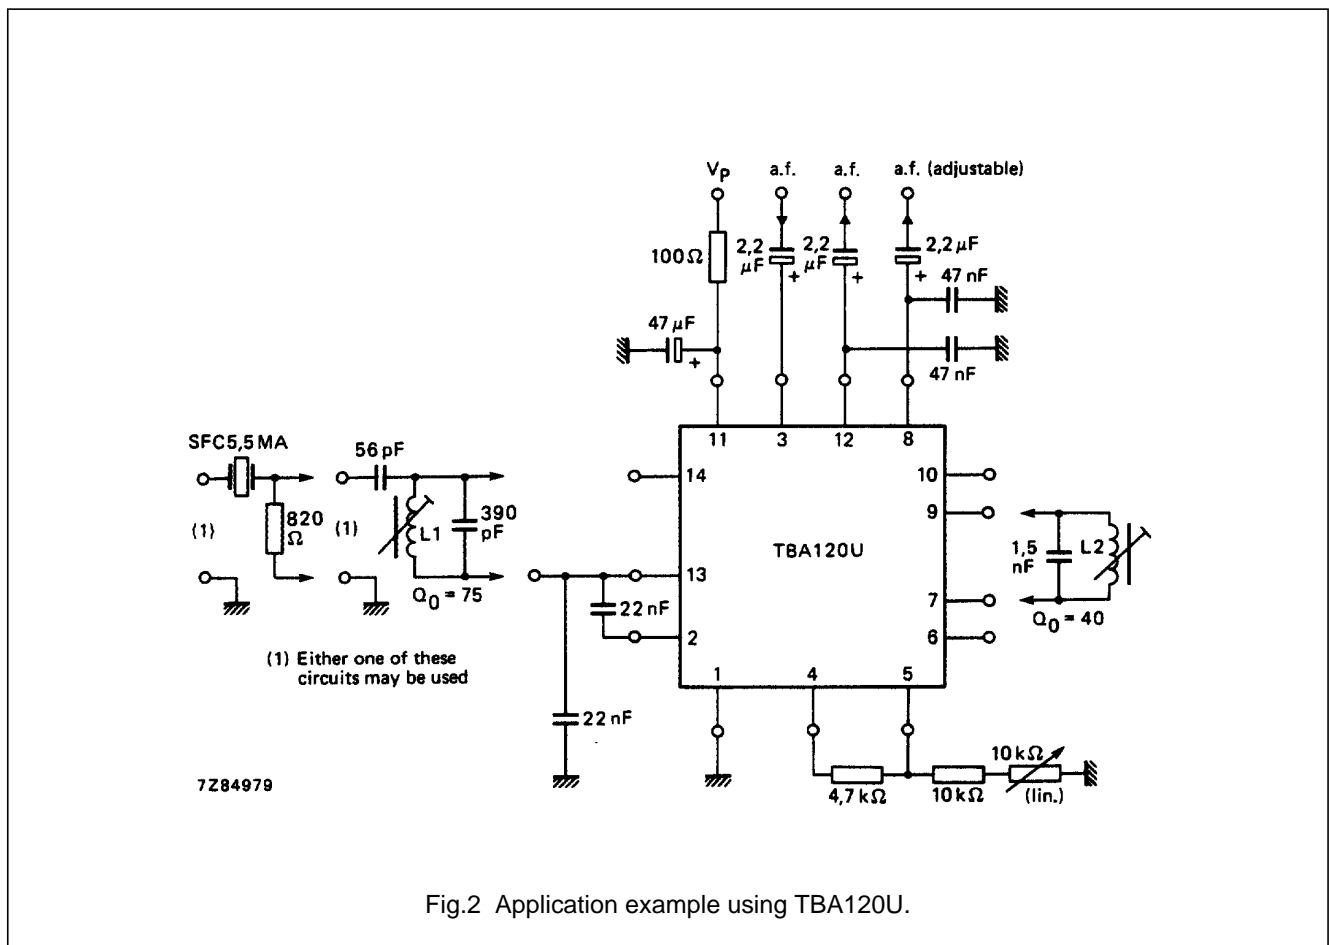 Vp a.f. a.f. a.f. (adjustable)
100Ω
2,2 µF
2,2 µF
2,2 µF
47 nF
47 µF
47 nF
+ + + +
11 3 12 8
SFC5,5MA
56 pF
14
10
(1)
820 Ω
(1)
L1
390 pF
9
TBA120U
1,5 nF
L2
13
7
Q0 = 75
22 nF
Q0 = 40
2
6
(1) Either one of these
circuits may be used
1 4 5
22 nF
10 kΩ
7Z84979
4,7 kΩ
10 kΩ
(lin.)
Fig.2 Application example using TBA120U.